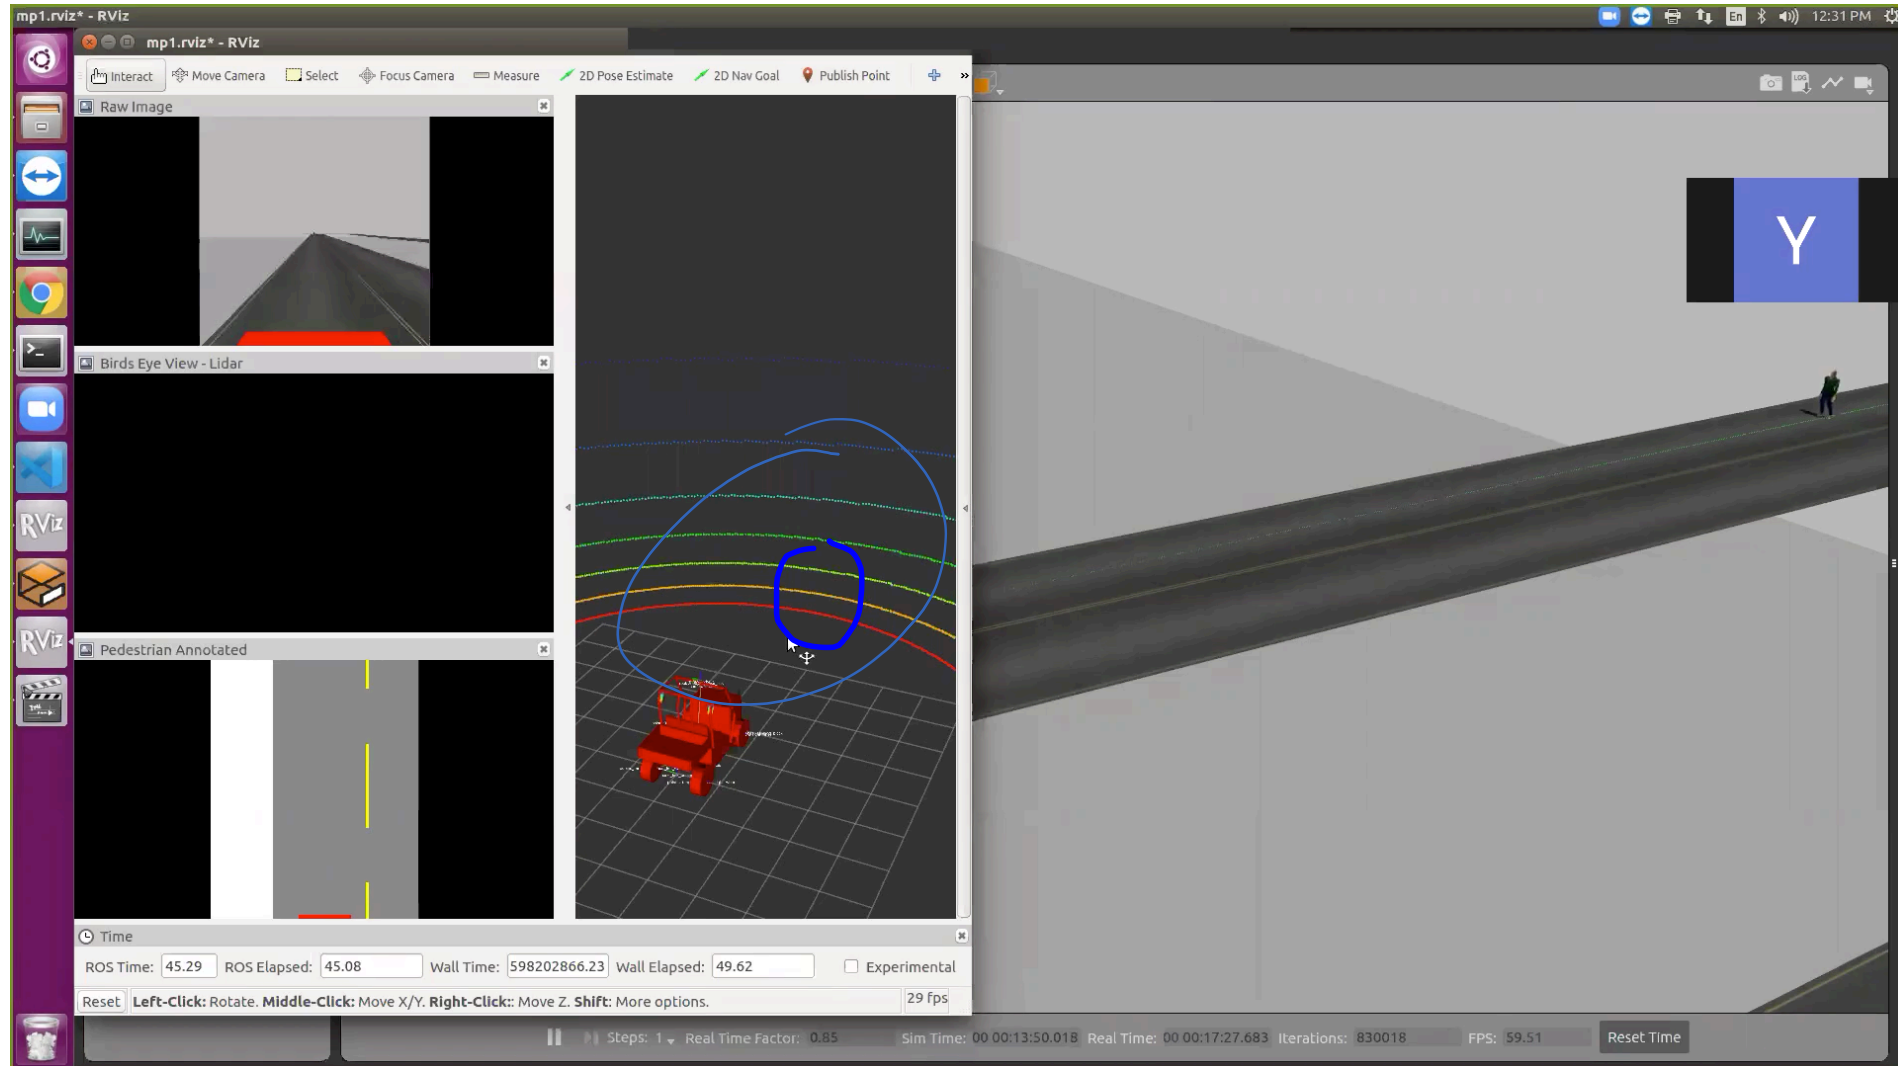 mp1.rviz* - RViz
En
12:31 PM
mp1.rviz* - RViz
Interact
Move Camera
Select
Focus Camera
Measure
2D Pose Estimate
2D Nav Goal
Publish Point
»
LOG
Raw Image
Y
Birds Eye View - Lidar
RViz
RViz
Pedestrian Annotated
Time
ROS Time: 45.29 ROS Elapsed: 45.08 Wall Time: 598202866.23 Wall Elapsed: 49.62 Experimental
Reset Left-Click: Rotate. Middle-Click: Move X/Y. Right-Click:: Move Z. Shift: More options. 29 fps
Steps: 1 Real Time Factor: 0.85 Sim Time: 00 00:13:50.018 Real Time: 00 00:17:27.683 Iterations: 830018 FPS: 59.51 Reset Time